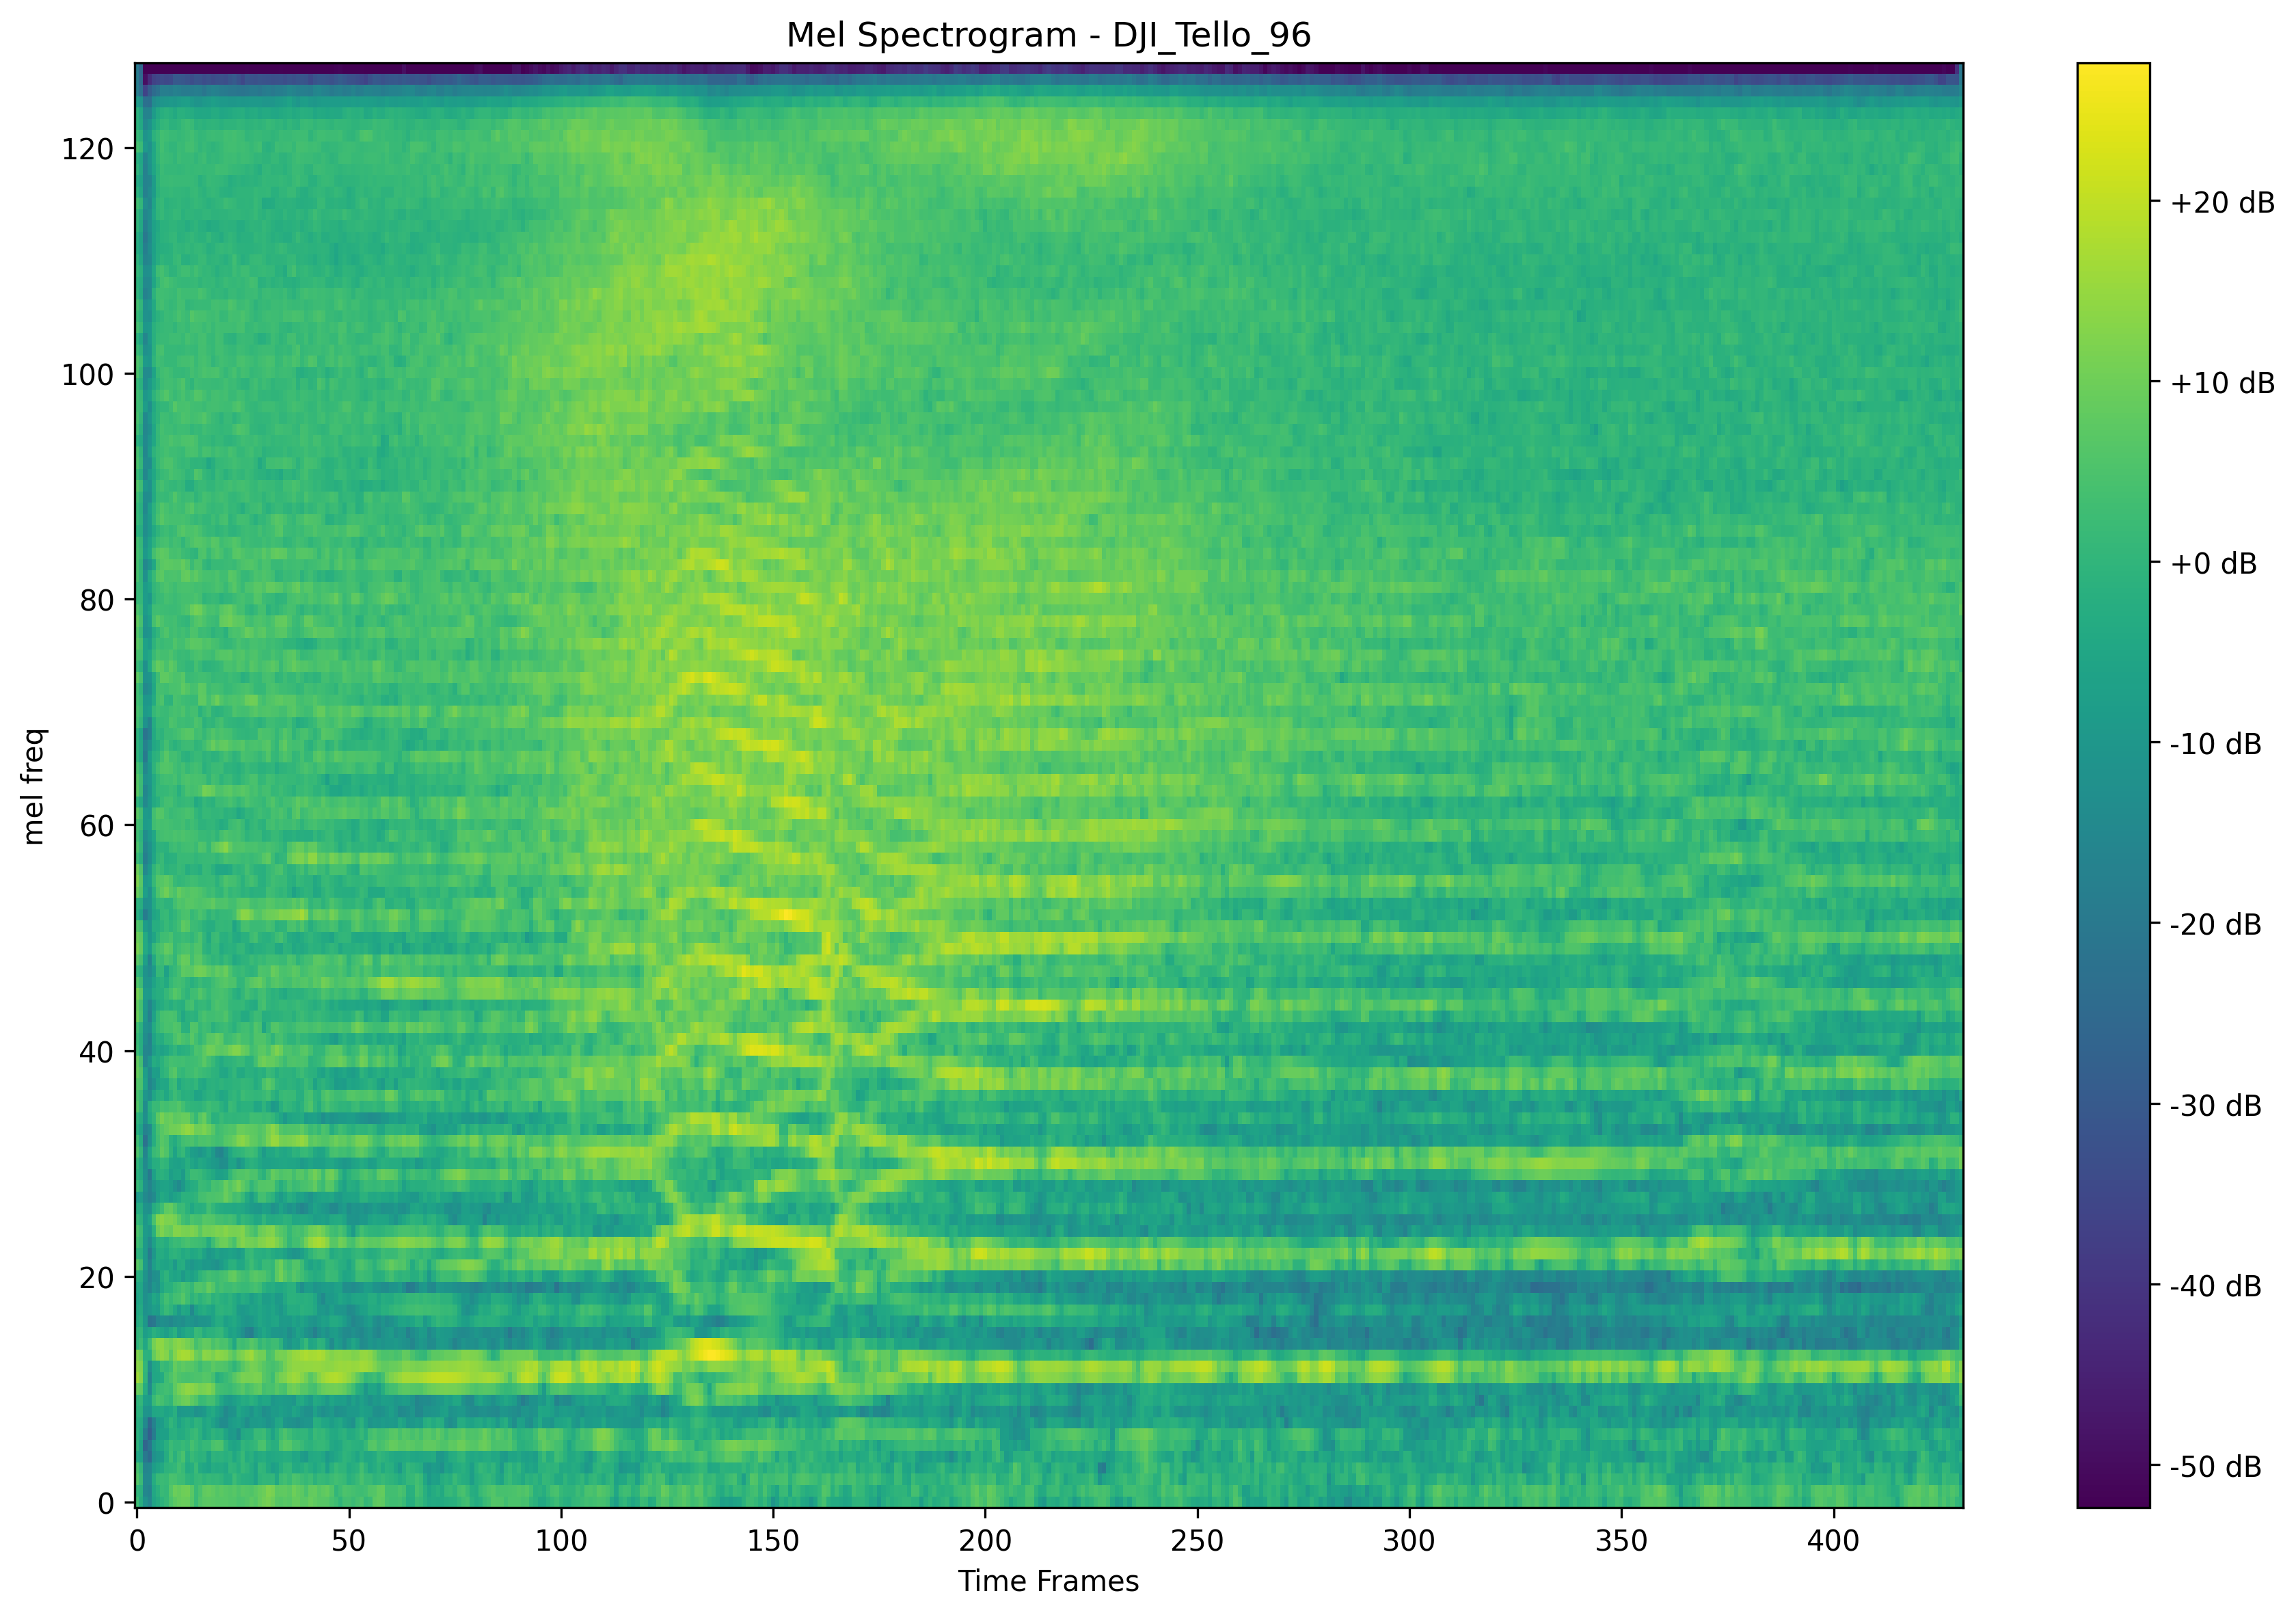 Mel Spectrogram - DJI_Tello_96
mel freq
120
100
80
60
40
20
0
0 50 100 150 200 250 300 350 400
Time Frames
+20 dB
+10 dB
+0 dB
-10 dB
-20 dB
-30 dB
-40 dB
-50 dB